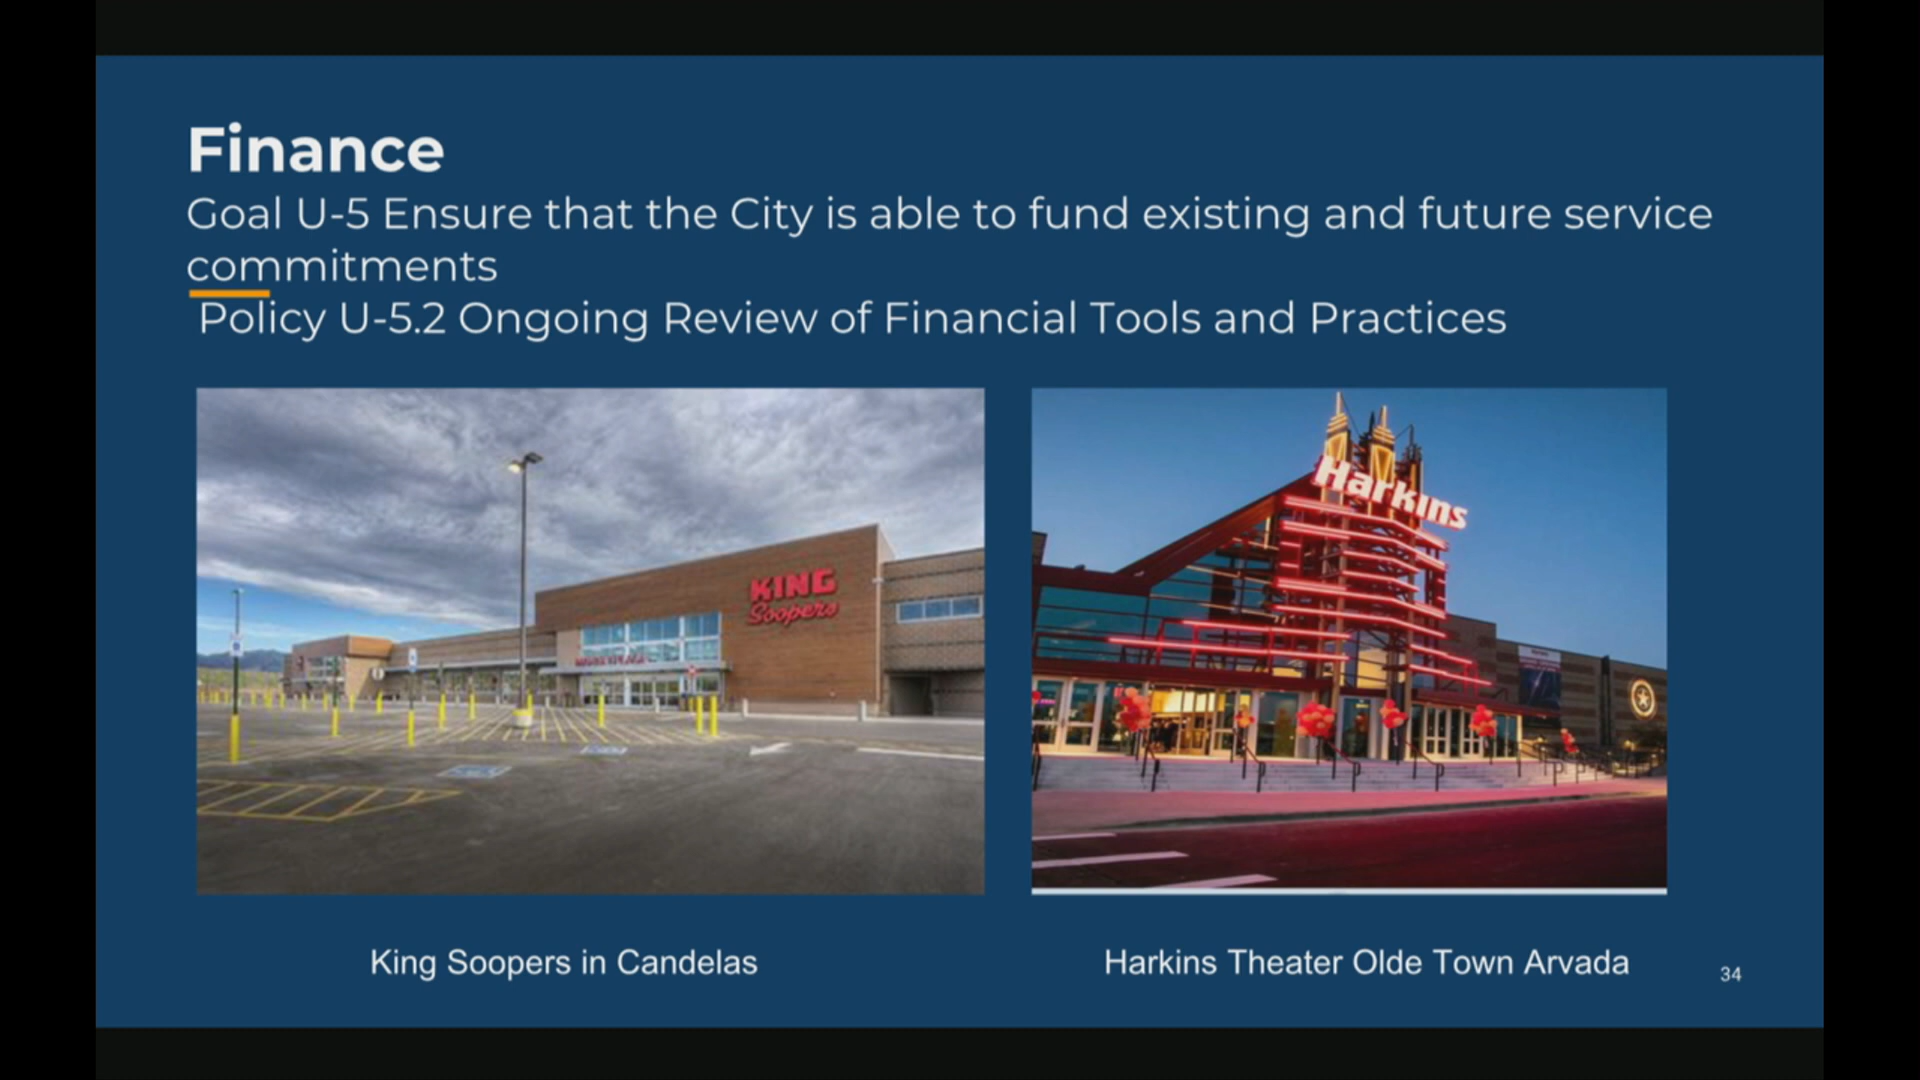 Finance
Goal U-5 Ensure that the City is able to fund existing and future service
commitments
Policy U-5.2 Ongoing Review of Financial Tools and Practices
KING
Soopers
Harkins
King Soopers in Candelas
Harkins Theater Olde Town Arvada
34